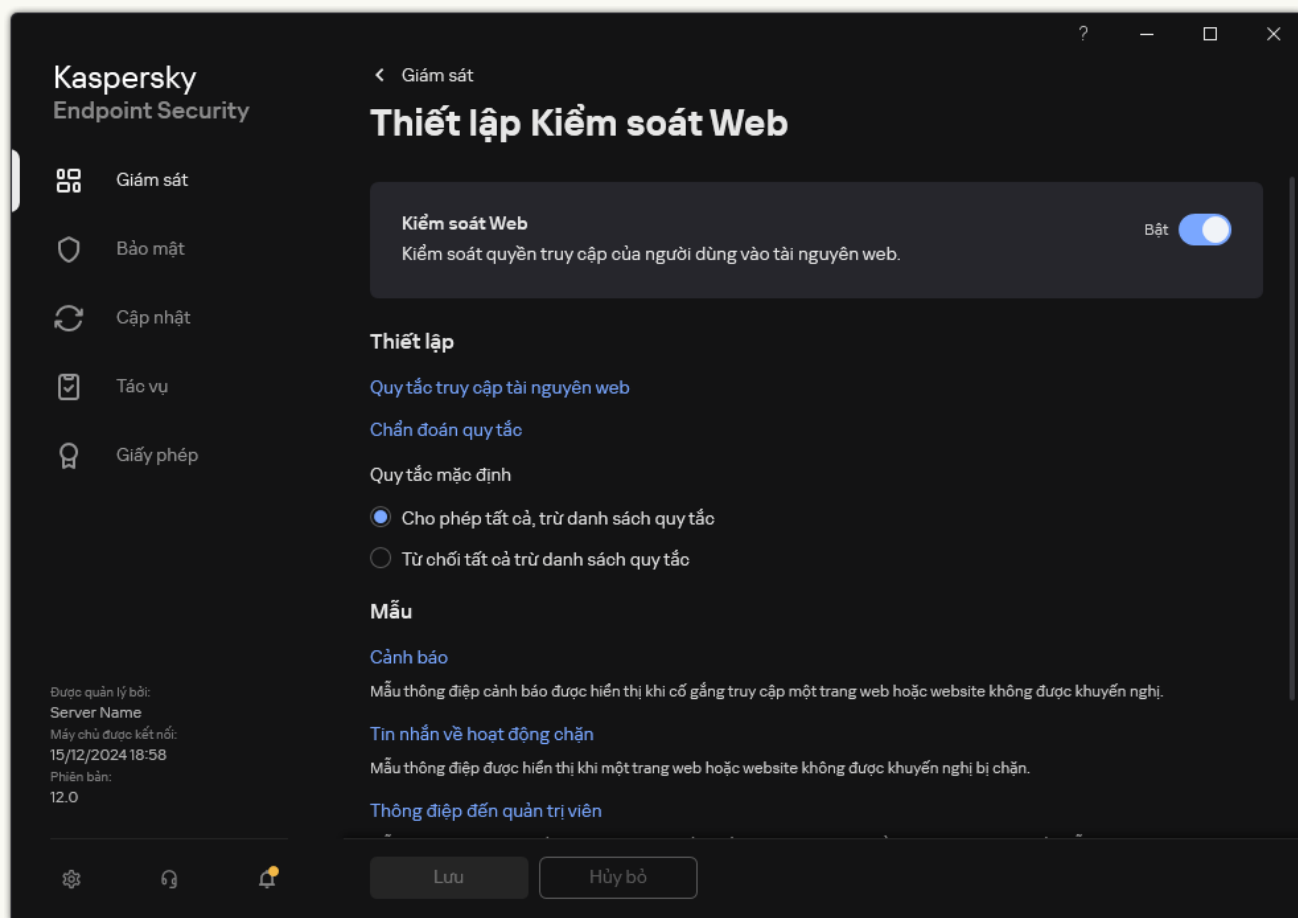 ?
Kaspersky
Endpoint Security
Giám sát
Bảo mật
Cập nhật
Tác vụ
Giấy phép
Được quản lý bởi:
Server Name
Máy chủ được kết nối:
15/12/2024 18:58
Phiên bản:
12.0
Giám sát
Thiết lập Kiểm soát Web
Kiểm soát Web
Bật
Kiểm soát quyền truy cập của người dùng vào tài nguyên web.
Thiết lập
Quy tắc truy cập tài nguyên web
Chẩn đoán quy tắc
Quy tắc mặc định
Cho phép tất cả, trừ danh sách quy tắc
Từ chối tất cả trừ danh sách quy tắc
Mẫu
Cảnh báo
Mẫu thông điệp cảnh báo được hiển thị khi cố gắng truy cập một trang web hoặc website không được khuyến nghị.
Tin nhắn về hoạt động chặn
Mẫu thông điệp được hiển thị khi một trang web hoặc website không được khuyến nghị bị chặn.
Thông điệp đến quản trị viên
Lưu
Hủy bỏ